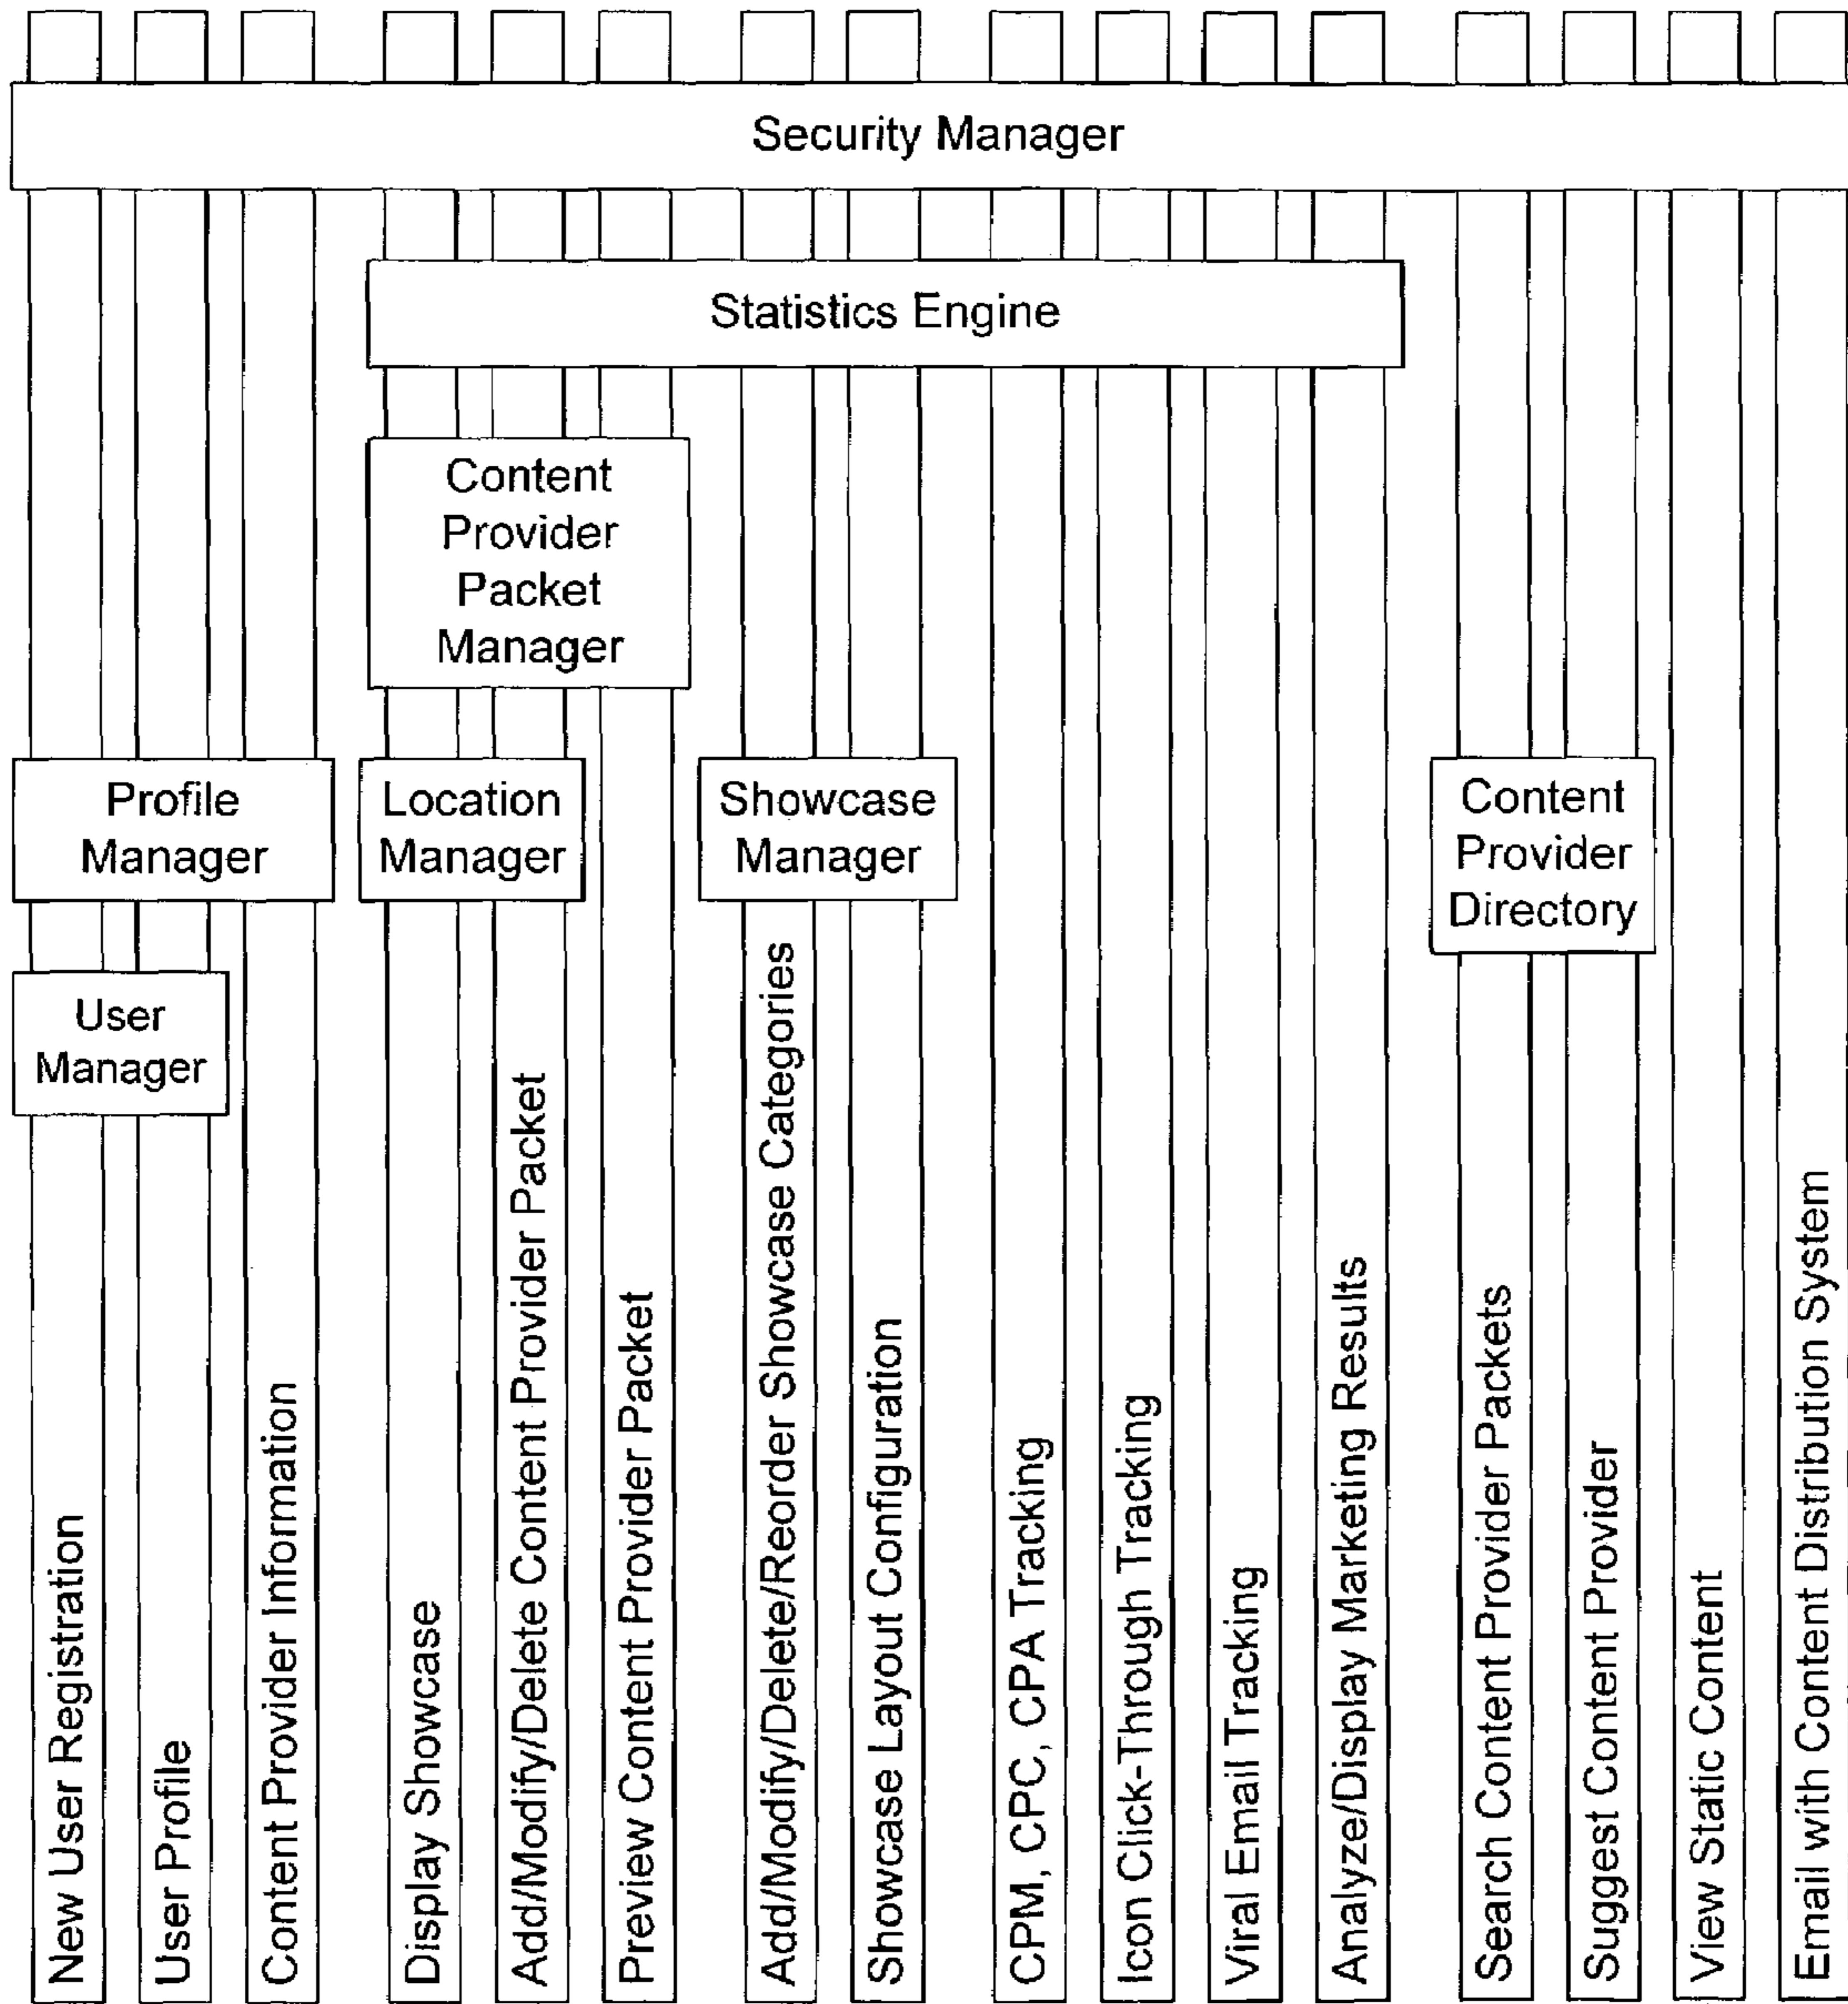 Security Manager
Statistics Engine
Content
Provider
Packet
Manager
Profile
Manager
Location
Manager
Showcase
Manager
Content
Provider
Directory
User
Manager
New User Registration
User Profile
Content Provider Information
Display Showcase
Add/Modify/Delete Content Provider Packet
Preview Content Provider Packet
Add/Modify/Delete/Reorder Showcase Categories
Showcase Layout Configuration
CPM, CPC, CPA Tracking
Icon Click-Through Tracking
Viral Email Tracking
Analyze/Display Marketing Results
Search Content Provider Packets
Suggest Content Provider
View Static Content
Email with Content Distribution System